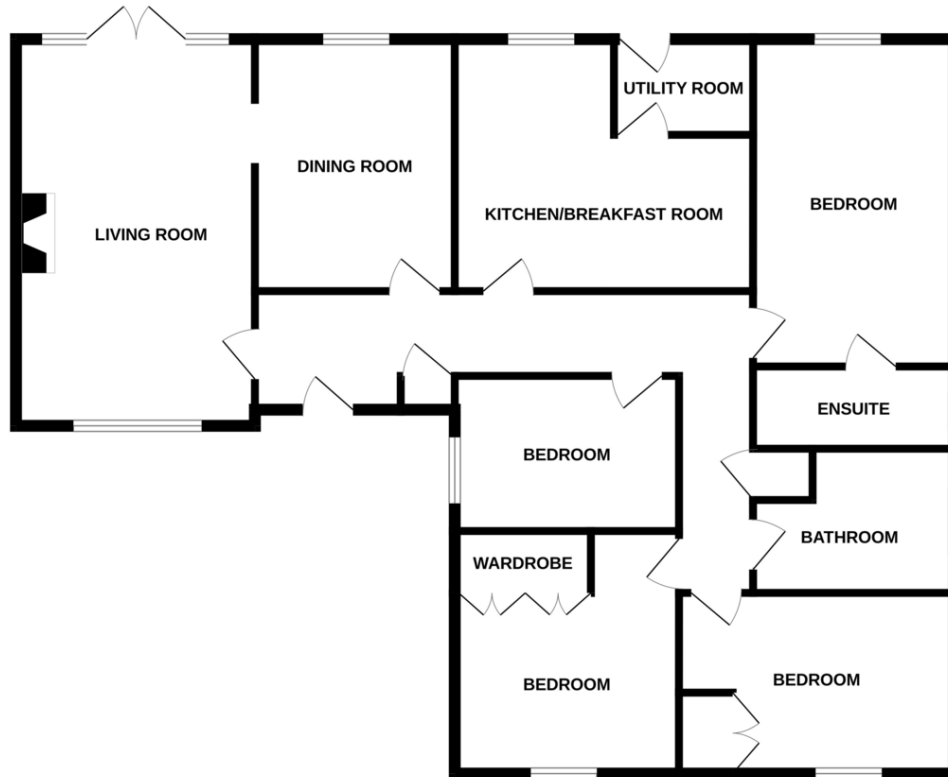 UTILITY ROOM
DINING ROOM
KITCHEN/BREAKFAST ROOM
BEDROOM
LIVING ROOM
ENSUITE
BEDROOM
BATHROOM
WARDROBE
BEDROOM
BEDROOM